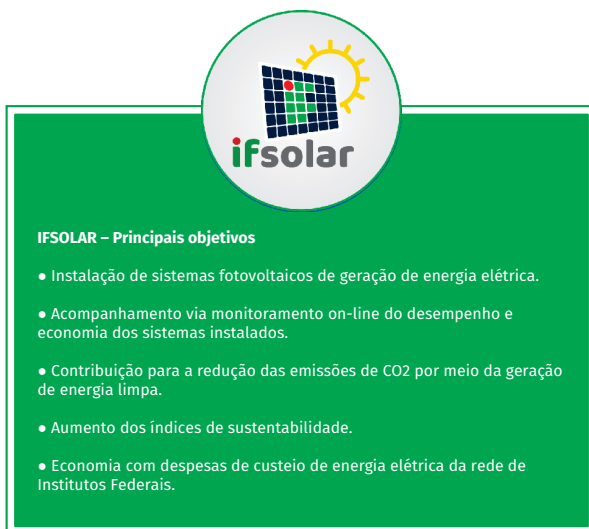 ifsolar
IFSOLAR – Principais objetivos
● Instalação de sistemas fotovoltaicos de geração de energia elétrica.
● Acompanhamento via monitoramento on-line do desempenho e
economia dos sistemas instalados.
● Contribuição para a redução das emissões de CO2 por meio da geração
de energia limpa.
● Aumento dos índices de sustentabilidade.
● Economia com despesas de custeio de energia elétrica da rede de
Institutos Federais.